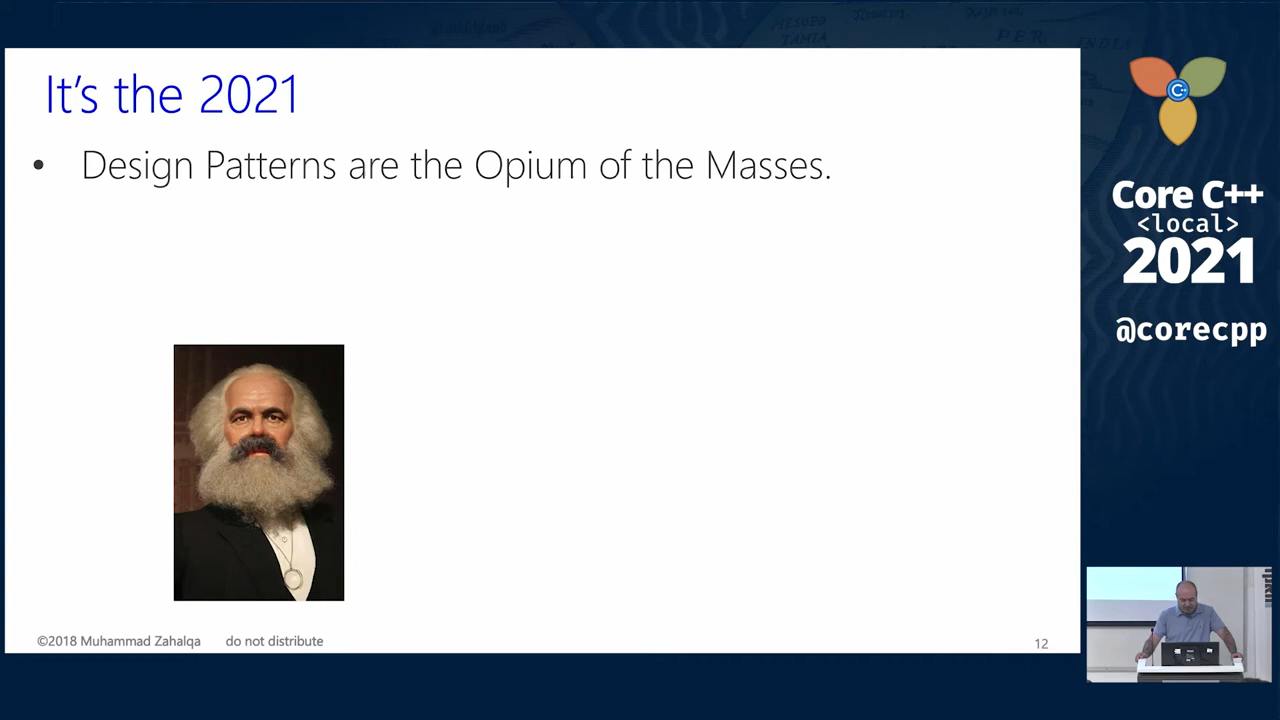 It's the 2021
• Design Patterns are the Opium of the Masses.
©2018 Muhammad Zahalqa do not distribute
12
C++
Core C++
<local>
2021
@corecpp